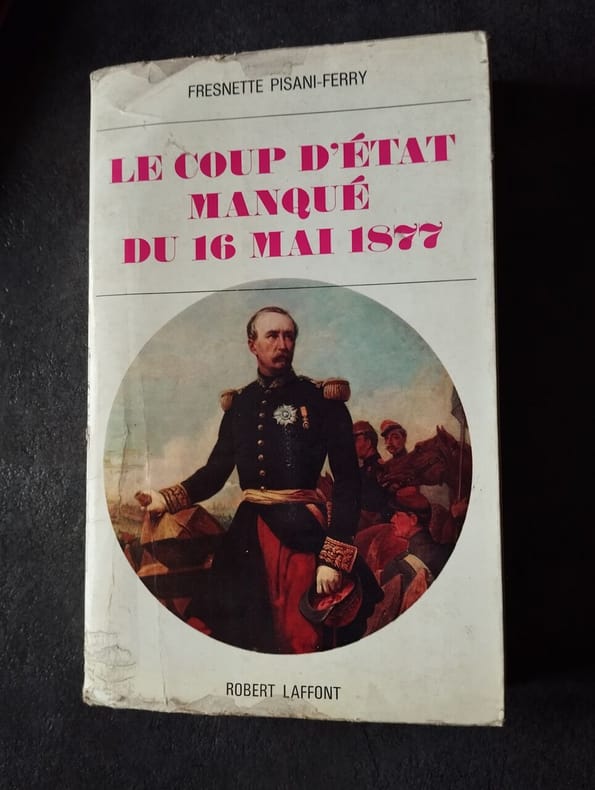 FRESNETTE PISANI-FERRY
LE COUP D'ÉTAT
MANQUÉ
DU 16 MAI 1877
ROBERT LAFFONT